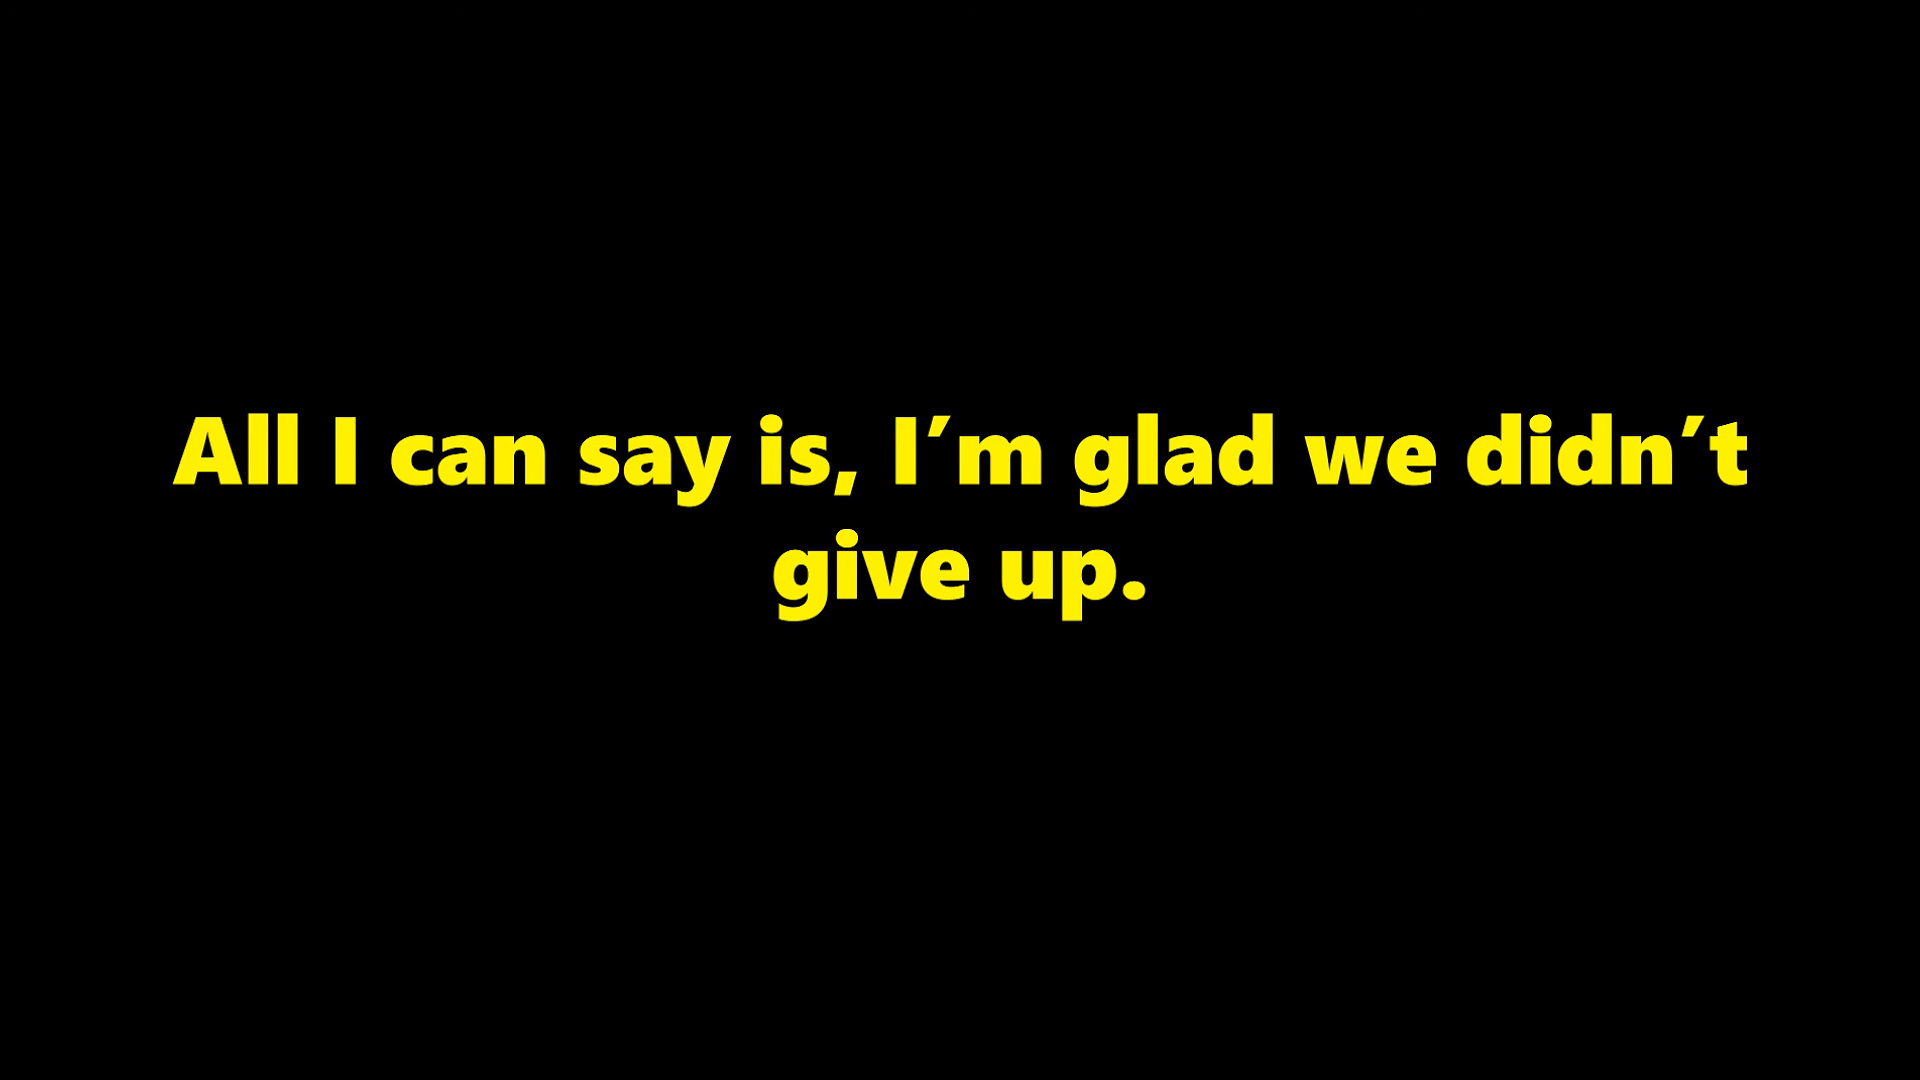 All I can say is, I’m glad we didn’t
give up.